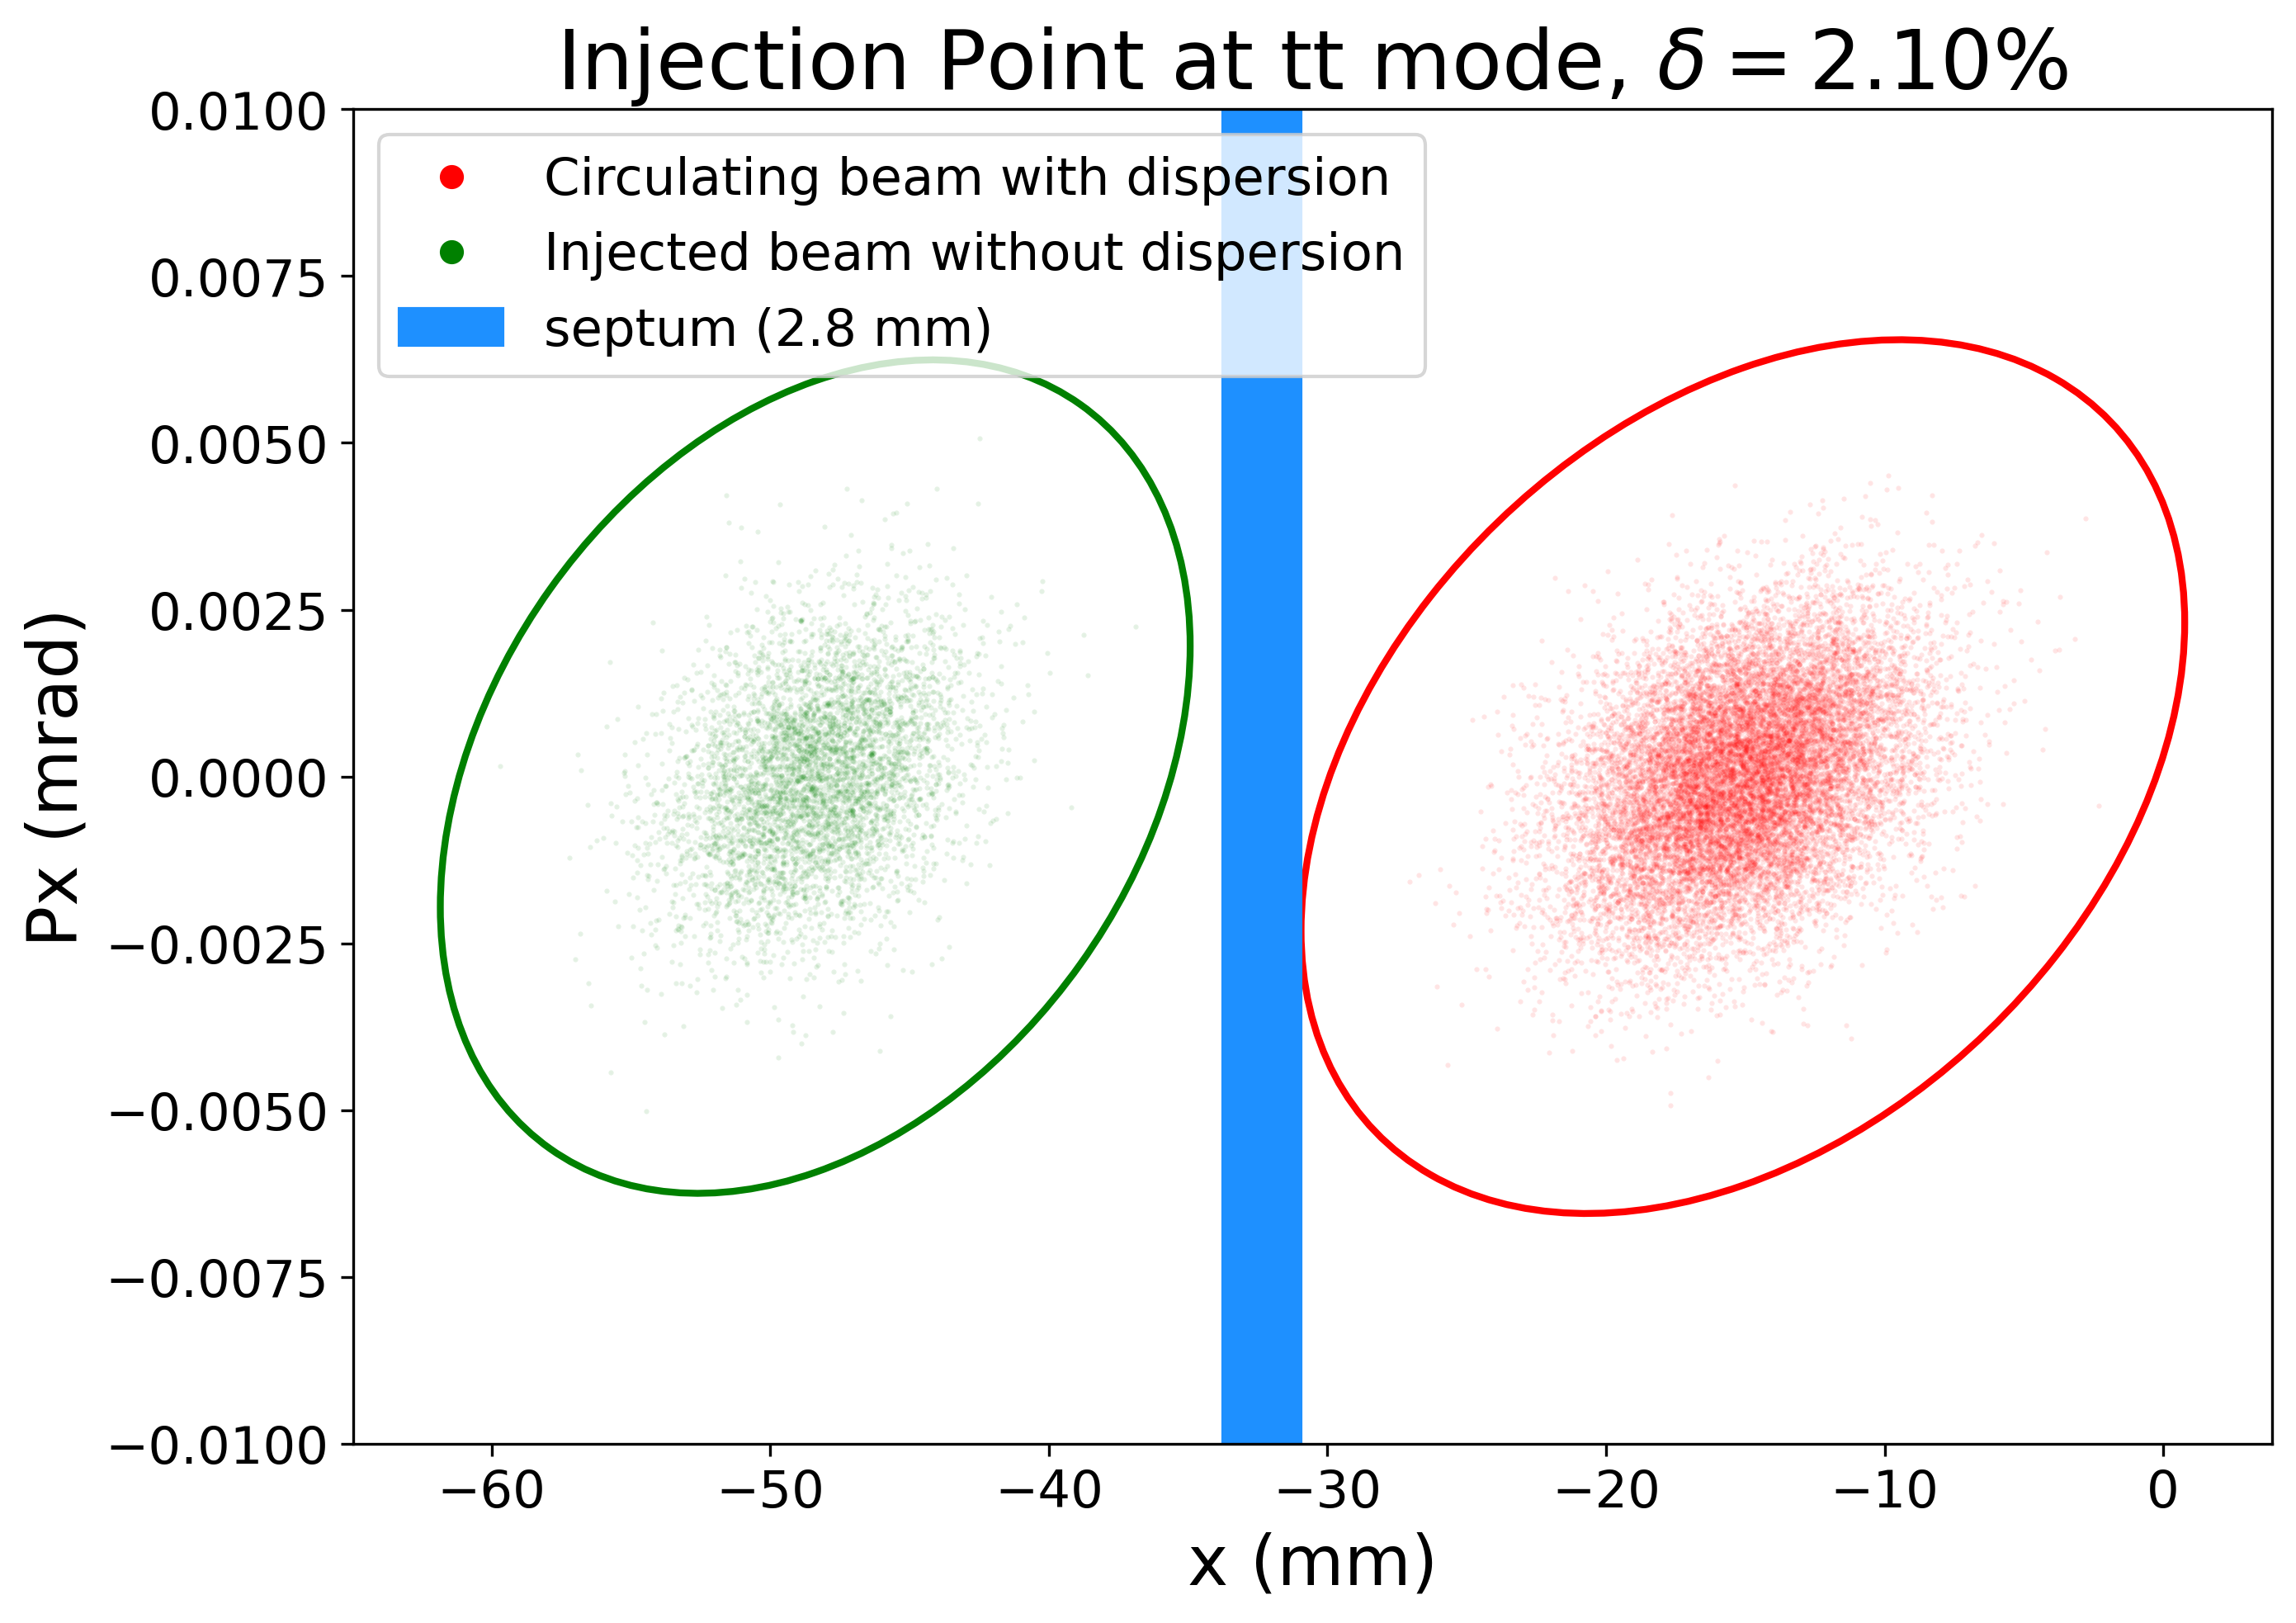 Injection Point at tt mode, δ = 2.10%
Circulating beam with dispersion
Injected beam without dispersion
septum (2.8 mm)
Px (mrad)
0.0100
0.0075
0.0050
0.0025
0.0000
−0.0025
−0.0050
−0.0075
−0.0100
−60 −50 −40 −30 −20 −10 0
x (mm)